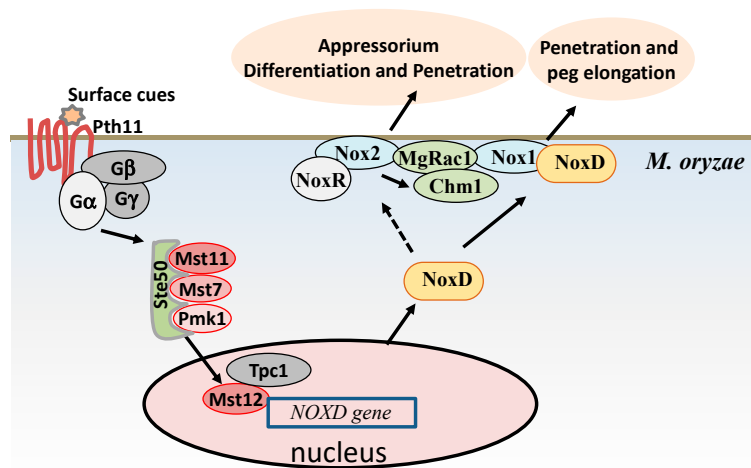 Appressorium
Differentiation and Penetration
Penetration and
peg elongation
Surface cues
Pth11
Gβ
Gα
Gγ
Nox2
MgRac1
Nox1
NoxD
M. oryzae
NoxR
Chm1
Ste50
Mst11
Mst7
Pmk1
NoxD
Tpc1
Mst12
NOXD gene
nucleus